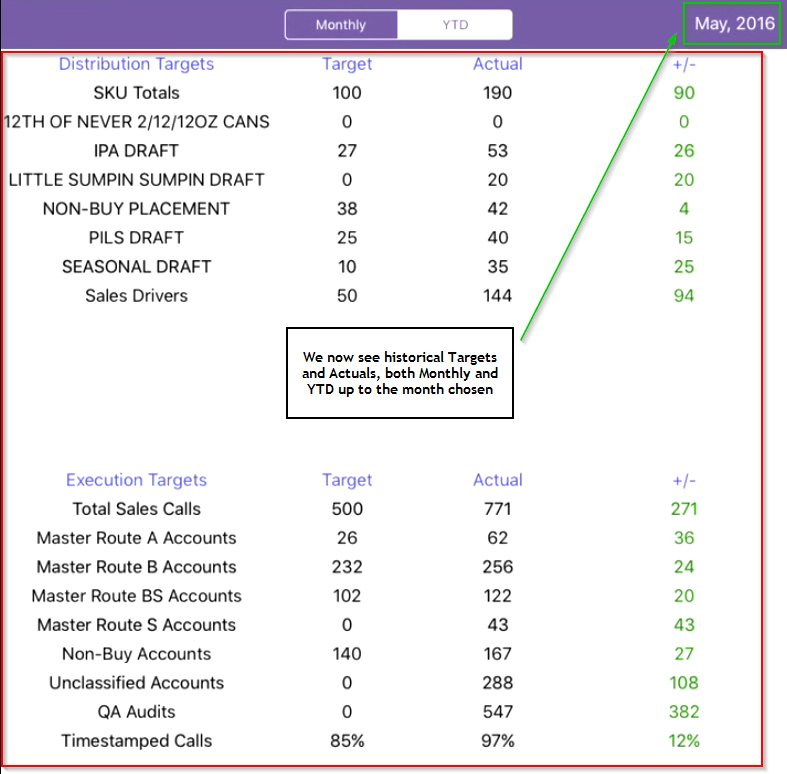 Monthly YTD May, 2016
Distribution Targets Target Actual +/-
SKU Totals 100 190 90
12TH OF NEVER 2/12/12OZ CANS 0 0 0
IPA DRAFT 27 53 26
LITTLE SUMPIN SUMPIN DRAFT 0 20 20
NON-BUY PLACEMENT 38 42 4
PILS DRAFT 25 40 15
SEASONAL DRAFT 10 35 25
Sales Drivers 50 144 94
We now see historical Targets
and Actuals, both Monthly and
YTD up to the month chosen
Execution Targets Target Actual +/-
Total Sales Calls 500 771 271
Master Route A Accounts 26 62 36
Master Route B Accounts 232 256 24
Master Route BS Accounts 102 122 20
Master Route S Accounts 0 43 43
Non-Buy Accounts 140 167 27
Unclassified Accounts 0 288 108
QA Audits 0 547 382
Timestamped Calls 85% 97% 12%